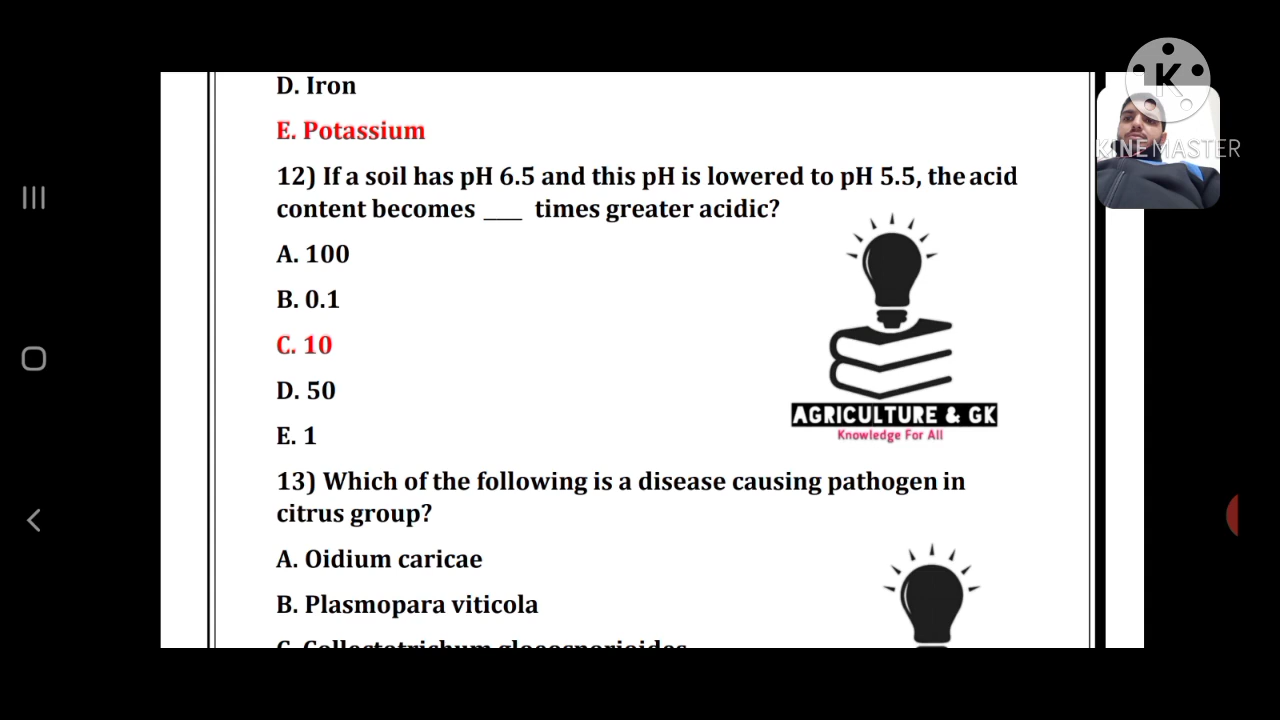 D. Iron
E. Potassium
12) If a soil has pH 6.5 and this pH is lowered to pH 5.5, the acid
content becomes ____ times greater acidic?
A. 100
B. 0.1
C. 10
D. 50
E. 1
13) Which of the following is a disease causing pathogen in
citrus group?
A. Oidium caricae
B. Plasmopara viticola
C. Colletotrichum gloeosporioides
AGRICULTURE & GK
Knowledge For All
K
KINEMASTER